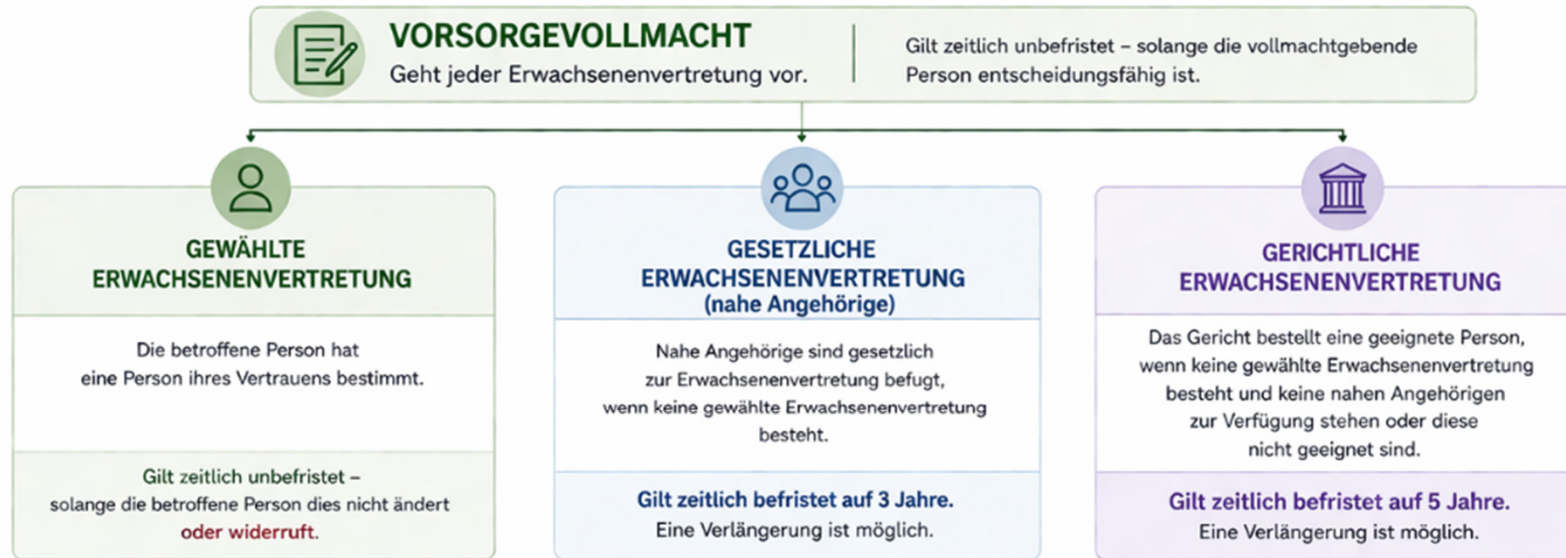 VORSORGEVOLLMACHT
Geht jeder Erwachsenenvertretung vor.
Gilt zeitlich unbefristet – solange die vollmachtgebende
Person entscheidungsfähig ist.
GEWÄHLTE
ERWACHSENENVERTRETUNG
Die betroffene Person hat
eine Person ihres Vertrauens bestimmt.
Gilt zeitlich unbefristet –
solange die betroffene Person dies nicht ändert
oder widerruft.
GESETZLICHE
ERWACHSENENVERTRETUNG
(nahe Angehörige)
Nahe Angehörige sind gesetzlich
zur Erwachsenenvertretung befugt,
wenn keine gewählte Erwachsenenvertretung
besteht.
Gilt zeitlich befristet auf 3 Jahre.
Eine Verlängerung ist möglich.
GERICHTLICHE
ERWACHSENENVERTRETUNG
Das Gericht bestellt eine geeignete Person,
wenn keine gewählte Erwachsenenvertretung
besteht und keine nahen Angehörigen
zur Verfügung stehen oder diese
nicht geeignet sind.
Gilt zeitlich befristet auf 5 Jahre.
Eine Verlängerung ist möglich.